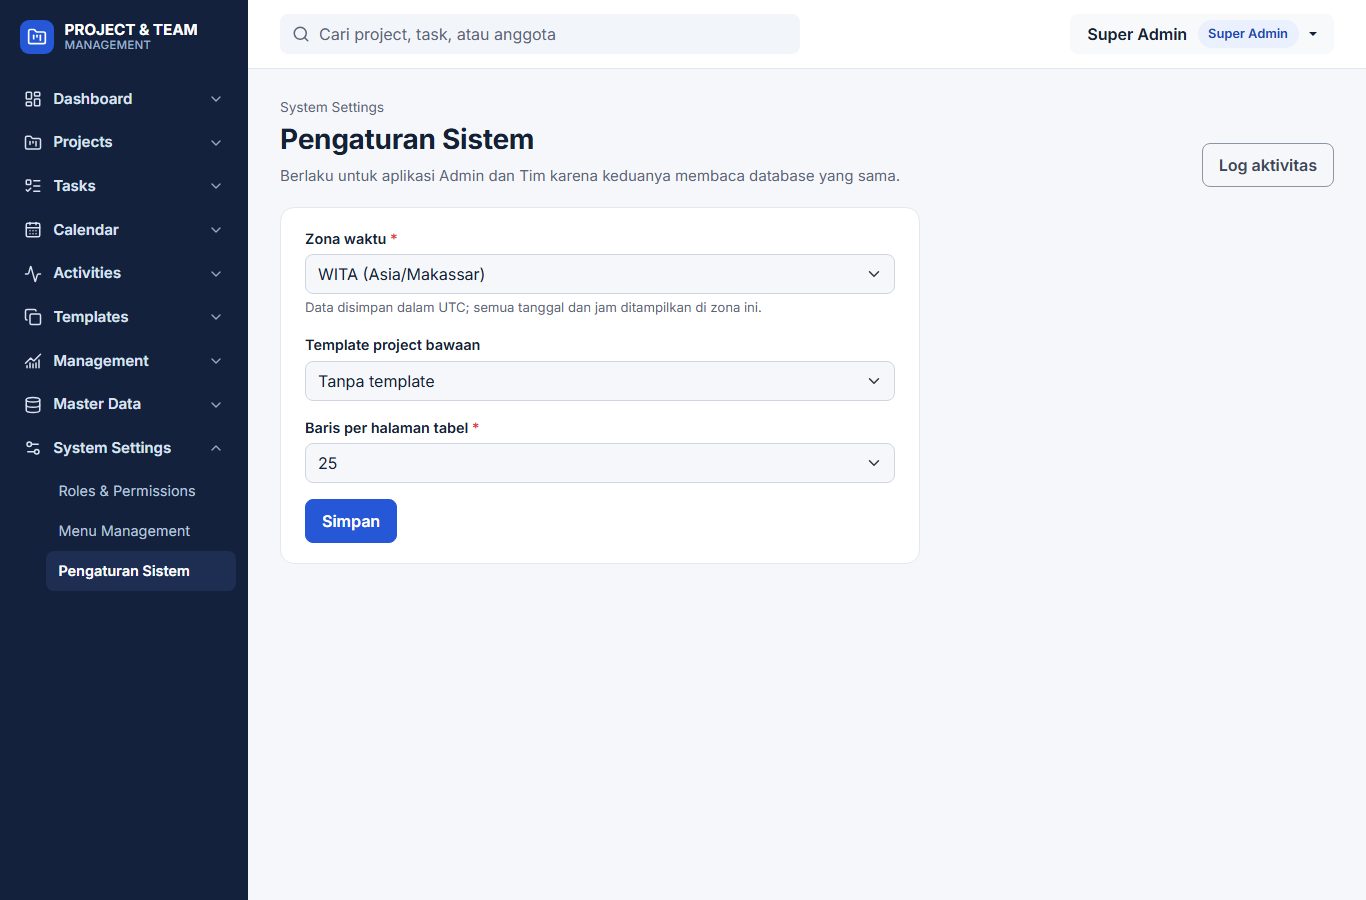 PROJECT & TEAM
MANAGEMENT
Dashboard
Projects
Tasks
Calendar
Activities
Templates
Management
Master Data
System Settings
Roles & Permissions
Menu Management
Pengaturan Sistem
Cari project, task, atau anggota
Super Admin Super Admin
System Settings
Pengaturan Sistem
Berlaku untuk aplikasi Admin dan Tim karena keduanya membaca database yang sama.
Log aktivitas
Zona waktu *
WITA (Asia/Makassar)
Data disimpan dalam UTC; semua tanggal dan jam ditampilkan di zona ini.
Template project bawaan
Tanpa template
Baris per halaman tabel *
25
Simpan